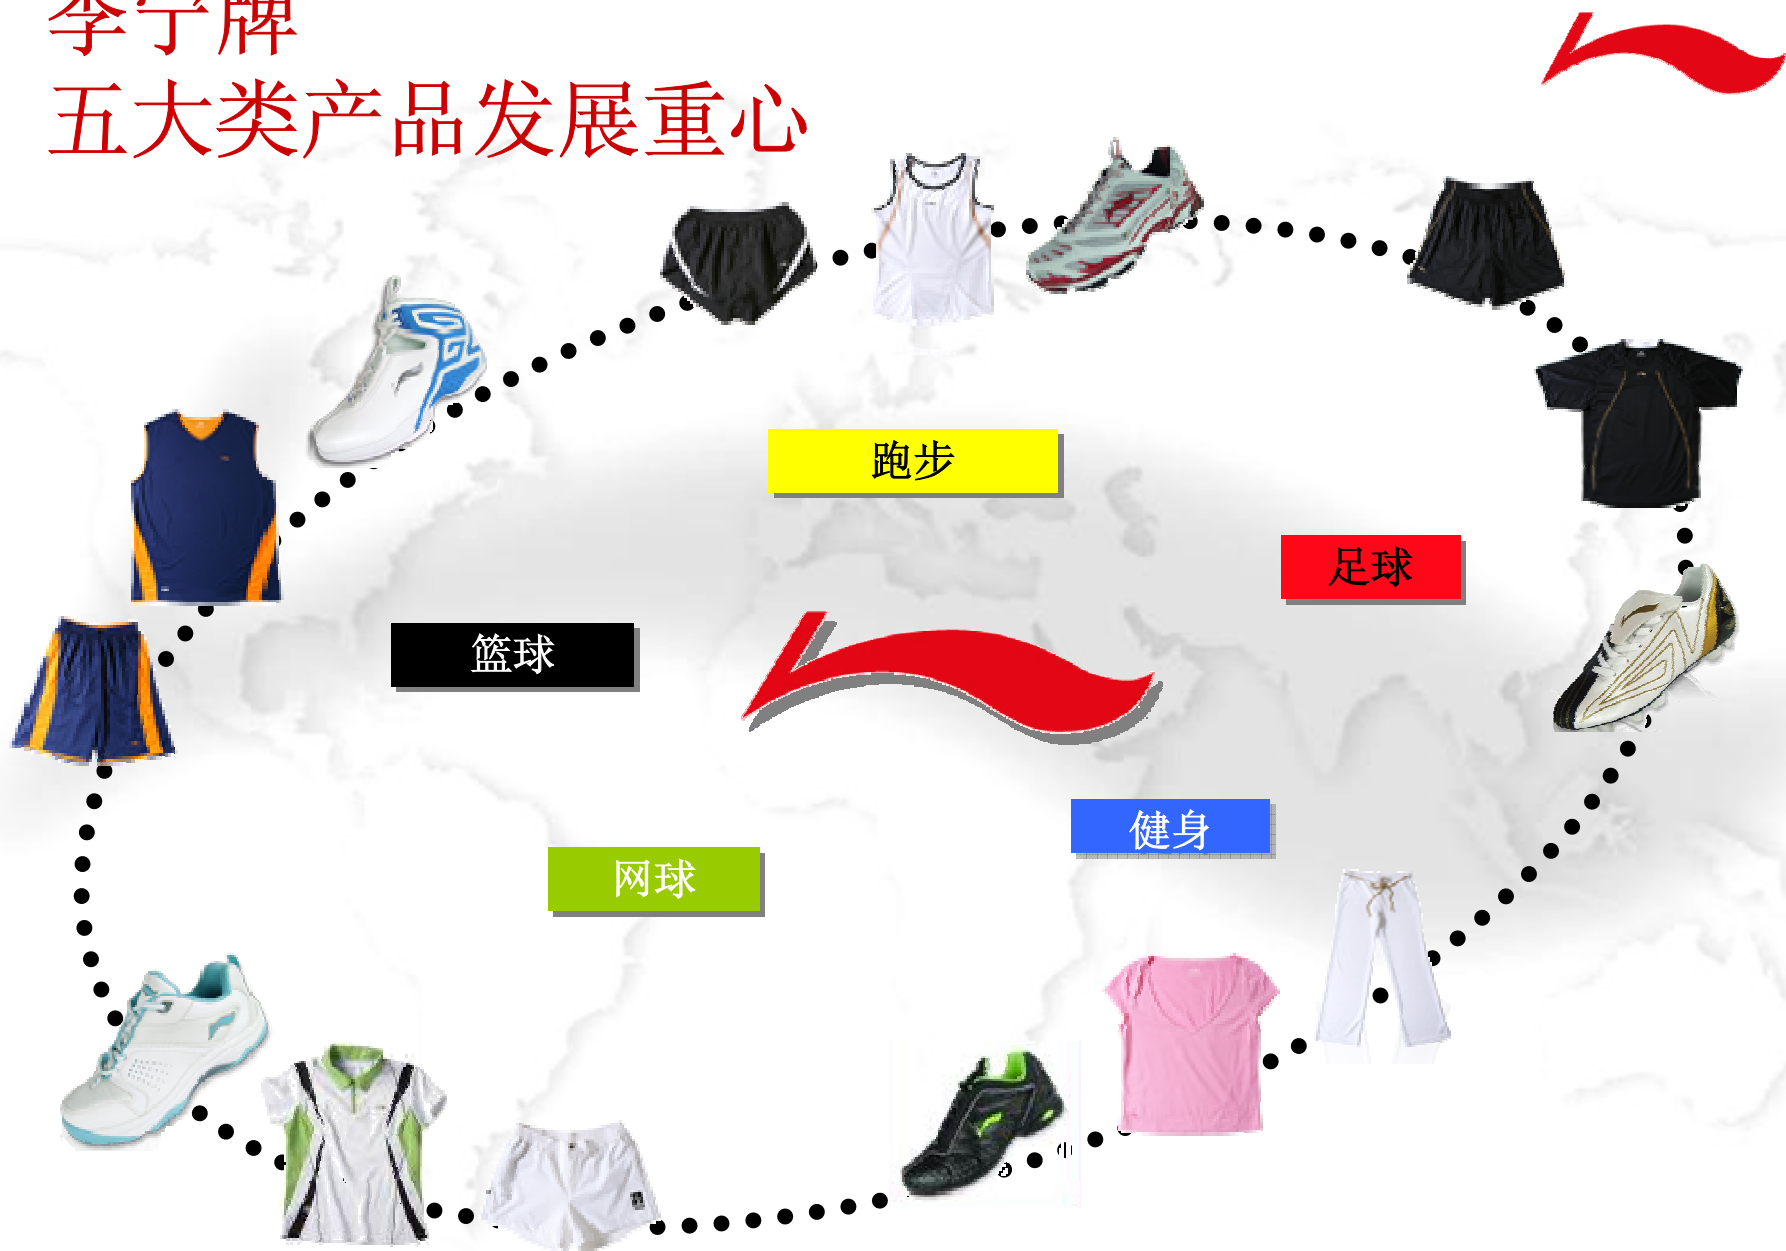 李宁牌
五大类产品发展重心
跑步
足球
篮球
健身
网球